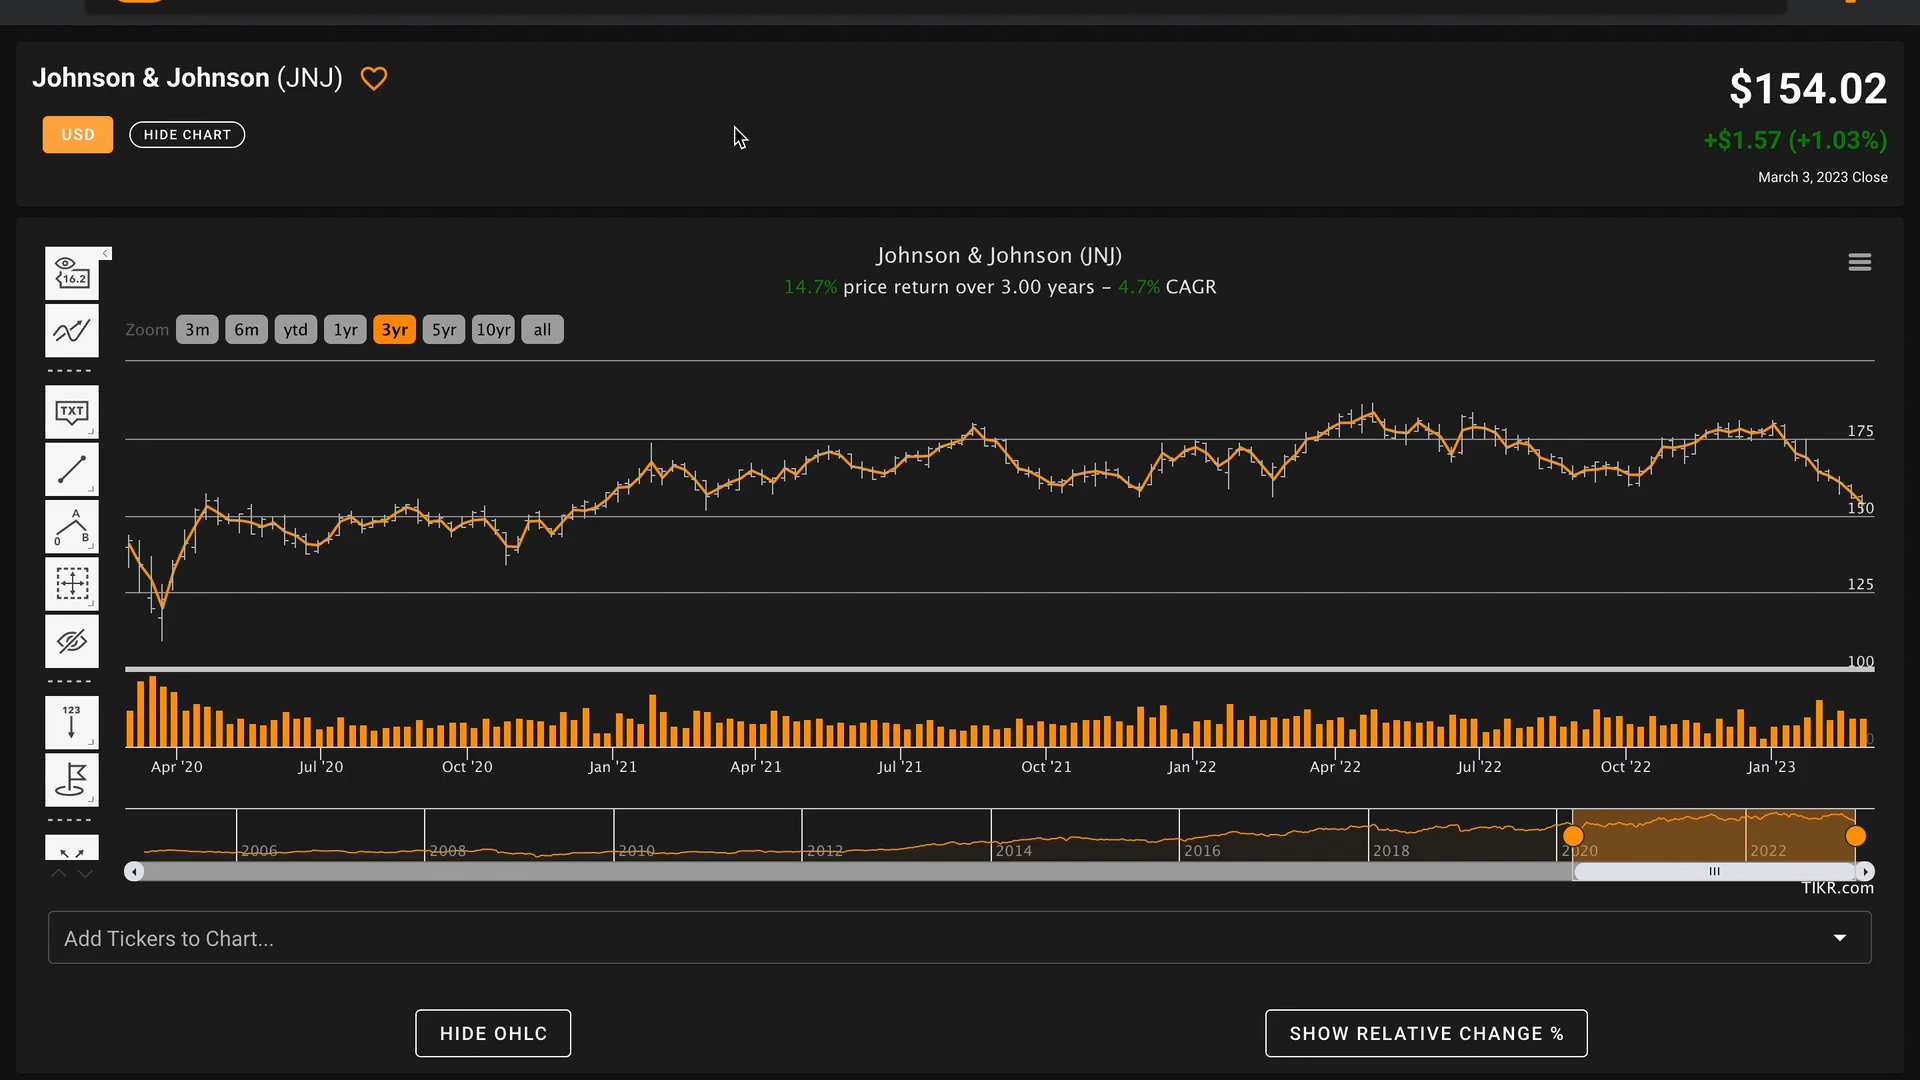 Johnson & Johnson (JNJ)
$154.02
USD
HIDE CHART
+$1.57 (+1.03%)
March 3, 2023 Close
Johnson & Johnson (JNJ)
14.7% price return over 3.00 years – 4.7% CAGR
16.2
Zoom 3m 6m ytd 1yr 3yr 5yr 10yr all
TXT
175
A
0 B
150
125
100
123
0
Apr '20 Jul '20 Oct '20 Jan '21 Apr '21 Jul '21 Oct '21 Jan '22 Apr '22 Jul '22 Oct '22 Jan '23
2006 2008 2010 2012 2014 2016 2018 2020 2022
TIKR.com
Add Tickers to Chart...
HIDE OHLC
SHOW RELATIVE CHANGE %